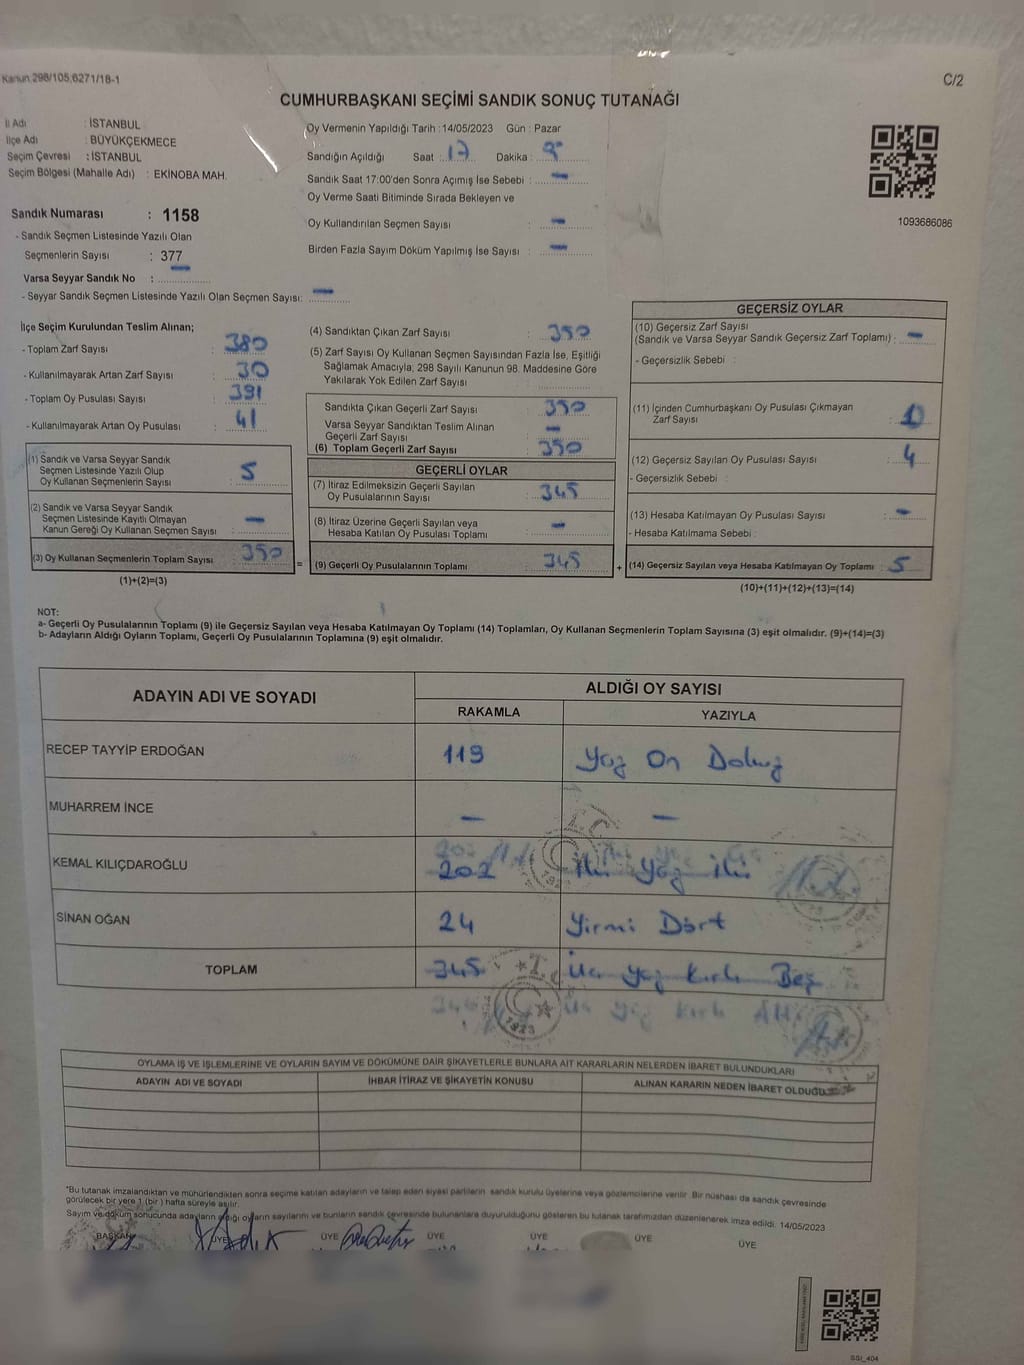 Kanun 298/105,6271/18-1
C/2
CUMHURBAŞKANI SEÇİMİ SANDIK SONUÇ TUTANAĞI
İl Adı : İSTANBUL
İlçe Adı : BÜYÜKÇEKMECE
Seçim Çevresi : İSTANBUL
Seçim Bölgesi (Mahalle Adı) : EKİNOBA MAH.
Sandık Numarası : 1158
- Sandık Seçmen Listesinde Yazılı Olan
Seçmenlerin Sayısı : 377
Varsa Seyyar Sandık No : —
- Seyyar Sandık Seçmen Listesinde Yazılı Olan Seçmen Sayısı: —
Oy Vermenin Yapıldığı Tarih : 14/05/2023 Gün : Pazar
Sandığın Açıldığı Saat : 17 Dakika :
Sandık Saat 17:00'den Sonra Açımış İse Sebebi : —
Oy Verme Saati Bitiminde Sırada Bekleyen ve
Oy Kullandırılan Seçmen Sayısı : —
Birden Fazla Sayım Döküm Yapılmış İse Sayısı : —
1093686086
İlçe Seçim Kurulundan Teslim Alınan;
- Toplam Zarf Sayısı : 380
- Kullanılmayarak Artan Zarf Sayısı : 30
- Toplam Oy Pusulası Sayısı : 391
- Kullanılmayarak Artan Oy Pusulası : 41
(1) Sandık ve Varsa Seyyar Sandık
Seçmen Listesinde Yazılı Olup
Oy Kullanan Seçmenlerin Sayısı : 5
(2) Sandık ve Varsa Seyyar Sandık
Seçmen Listesinde Kayıtlı Olmayan
Kanun Gereği Oy Kullanan Seçmen Sayısı : —
(3) Oy Kullanan Seçmenlerin Toplam Sayısı : 350
(1)+(2)=(3)
=
(4) Sandıktan Çıkan Zarf Sayısı : 350
(5) Zarf Sayısı Oy Kullanan Seçmen Sayısından Fazla İse, Eşitliği
Sağlamak Amacıyla; 298 Sayılı Kanunun 98. Maddesine Göre
Yakılarak Yok Edilen Zarf Sayısı :
Sandıkta Çıkan Geçerli Zarf Sayısı : 350
Varsa Seyyar Sandıktan Teslim Alınan
Geçerli Zarf Sayısı : —
(6) Toplam Geçerli Zarf Sayısı : 350
GEÇERLİ OYLAR
(7) İtiraz Edilmeksizin Geçerli Sayılan
Oy Pusulalarının Sayısı : 345
(8) İtiraz Üzerine Geçerli Sayılan veya
Hesaba Katılan Oy Pusulası Toplamı : —
(9) Geçerli Oy Pusulalarının Toplamı : 345
+
GEÇERSİZ OYLAR
(10) Geçersiz Zarf Sayısı
(Sandık ve Varsa Seyyar Sandık Geçersiz Zarf Toplamı) : —
- Geçersizlik Sebebi :
(11) İçinden Cumhurbaşkanı Oy Pusulası Çıkmayan
Zarf Sayısı : 1
(12) Geçersiz Sayılan Oy Pusulası Sayısı : 4
- Geçersizlik Sebebi :
(13) Hesaba Katılmayan Oy Pusulası Sayısı : —
- Hesaba Katılmama Sebebi :
(14) Geçersiz Sayılan veya Hesaba Katılmayan Oy Toplamı : 5
(10)+(11)+(12)+(13)=(14)
NOT:
a- Geçerli Oy Pusulalarının Toplamı (9) ile Geçersiz Sayılan veya Hesaba Katılmayan Oy Toplamı (14) Toplamları, Oy Kullanan Seçmenlerin Toplam Sayısına (3) eşit olmalıdır. (9)+(14)=(3)
b- Adayların Aldığı Oyların Toplamı, Geçerli Oy Pusulalarının Toplamına (9) eşit olmalıdır.
ADAYIN ADI VE SOYADI
ALDIĞI OY SAYISI
RAKAMLA
YAZIYLA
RECEP TAYYİP ERDOĞAN 119 Yüz On Dokuz
MUHARREM İNCE — —
KEMAL KILIÇDAROĞLU 202 İki Yüz İki
SİNAN OĞAN 24 Yirmi Dört
TOPLAM 345 Üç Yüz Kırk Beş
Üç Yüz Kırk
1923
OYLAMA İŞ VE İŞLEMLERİNE VE OYLARIN SAYIM VE DÖKÜMÜNE DAİR ŞİKAYETLERLE BUNLARA AİT KARARLARIN NELERDEN İBARET BULUNDUKLARI
ADAYIN ADI VE SOYADI
İHBAR İTİRAZ VE ŞİKAYETİN KONUSU
ALINAN KARARIN NEDEN İBARET OLDUĞU
*Bu tutanak imzalandıktan ve mühürlendikten sonra seçime katılan adayların ve talep eden siyasi partilerin sandık kurulu üyelerine veya gözlemcilerine verilir. Bir nüshası da sandık çevresinde
görülecek bir yere 1 (bir) hafta süreyle asılır.
Sayım ve döküm sonucunda adayların aldığı oyların sayılarını ve bunların sandık çevresinde bulunanlara duyurulduğunu gösteren bu tutanak tarafımızdan düzenlenerek imza edildi. 14/05/2023
BAŞKAN ÜYE ÜYE ÜYE ÜYE ÜYE ÜYE
SSI_404